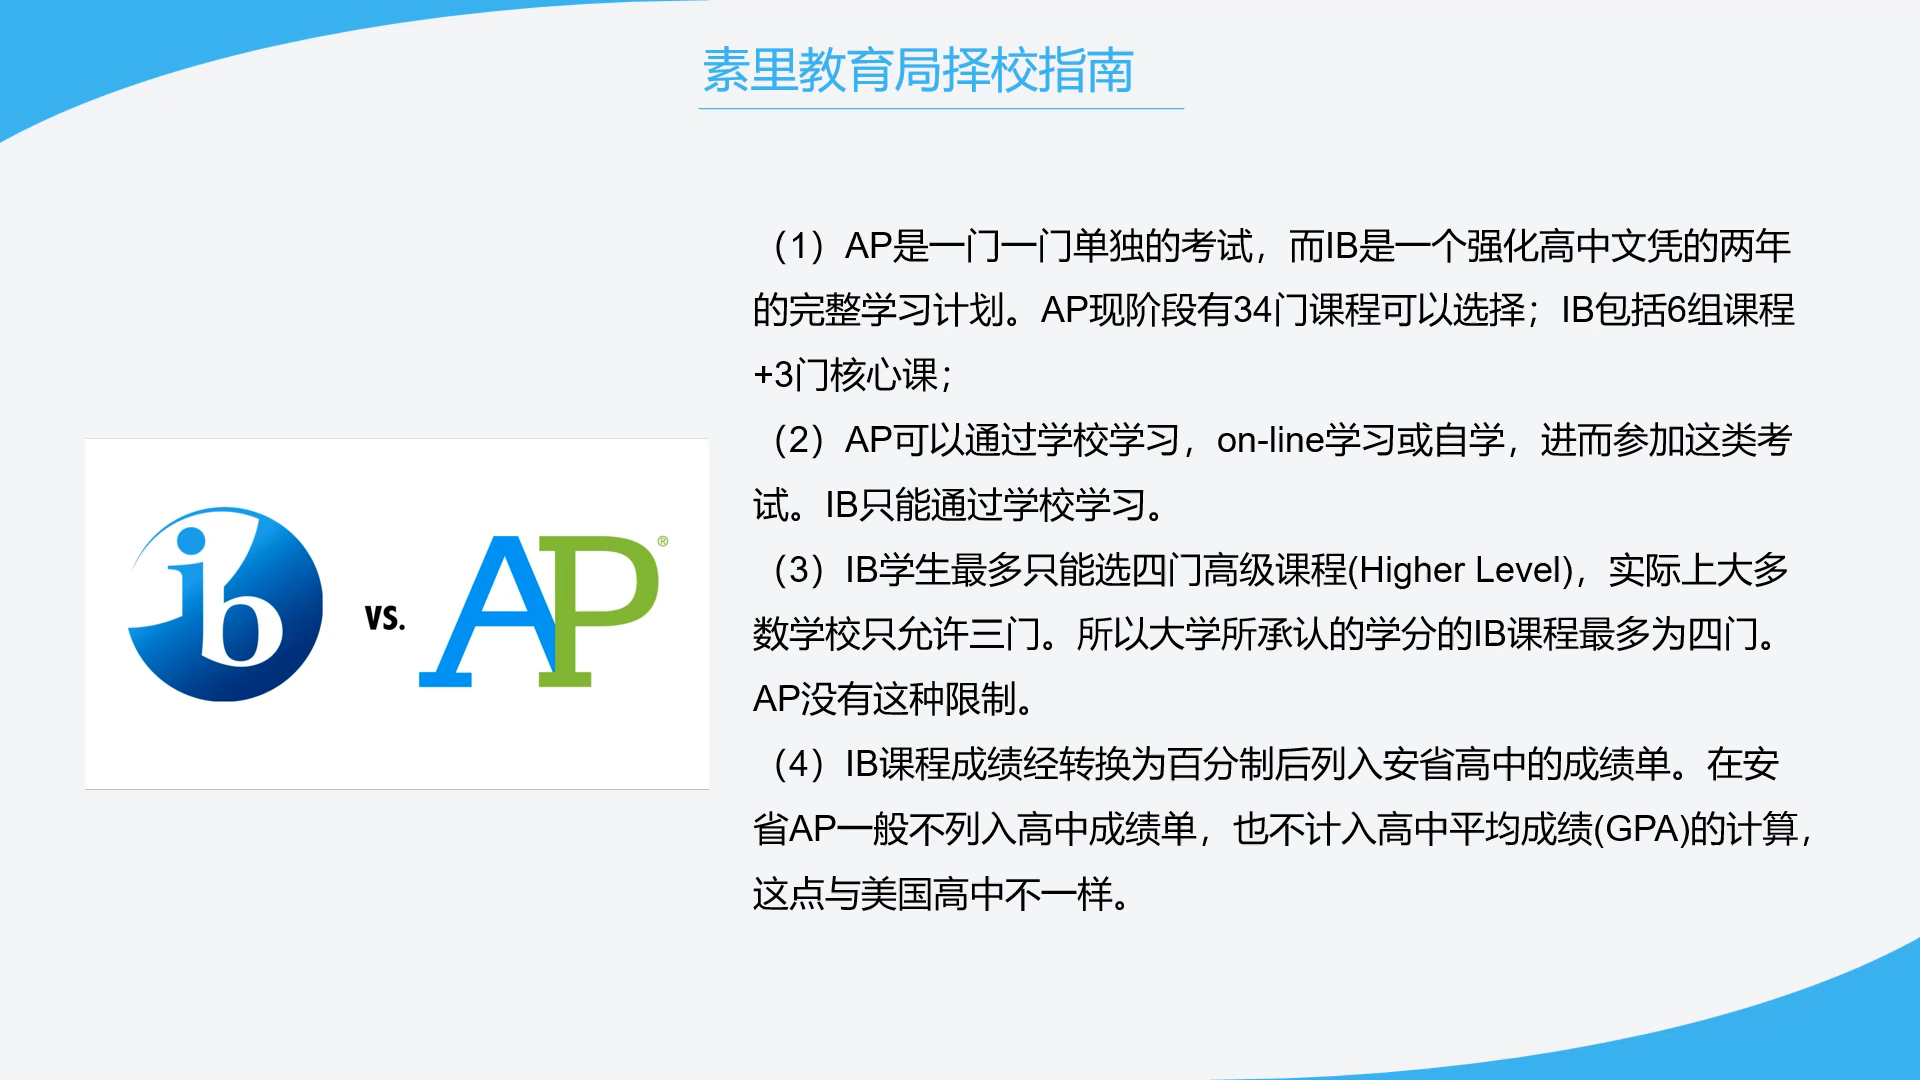 素里教育局择校指南
（1）AP是一门一门单独的考试，而IB是一个强化高中文凭的两年
的完整学习计划。AP现阶段有34门课程可以选择；IB包括6组课程
+3门核心课；
（2）AP可以通过学校学习，on-line学习或自学，进而参加这类考
试。IB只能通过学校学习。
（3）IB学生最多只能选四门高级课程(Higher Level)，实际上大多
数学校只允许三门。所以大学所承认的学分的IB课程最多为四门。
AP没有这种限制。
（4）IB课程成绩经转换为百分制后列入安省高中的成绩单。在安
省AP一般不列入高中成绩单，也不计入高中平均成绩(GPA)的计算，
这点与美国高中不一样。
ib vs. AP®